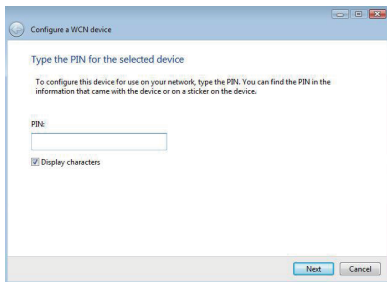 Configure a WCN device
Type the PIN for the selected device
To configure this device for use on your network, type the PIN. You can find the PIN in the
information that came with the device or on a sticker on the device.
PIN:
Display characters
Next Cancel